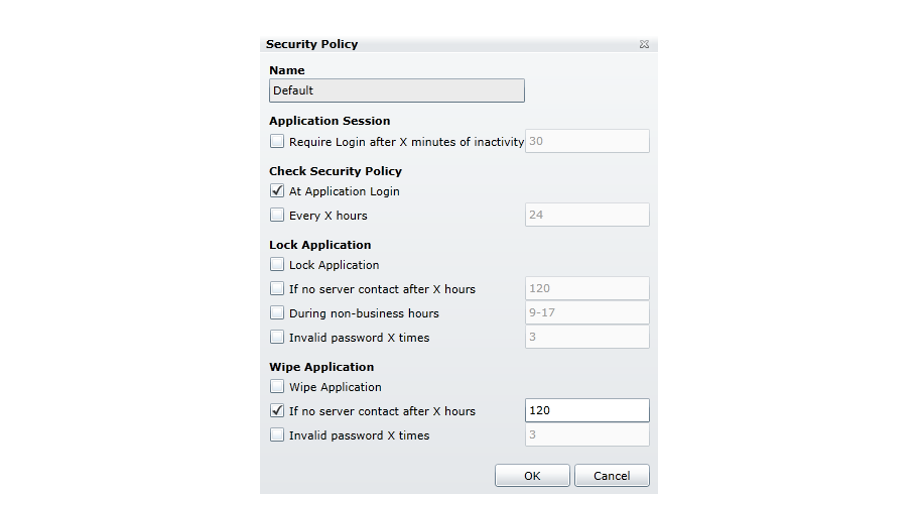 Security Policy
Name
Default
Application Session
Require Login after X minutes of inactivity 30
Check Security Policy
At Application Login
Every X hours 24
Lock Application
Lock Application
If no server contact after X hours 120
During non-business hours 9-17
Invalid password X times 3
Wipe Application
Wipe Application
If no server contact after X hours 120
Invalid password X times 3
OK Cancel